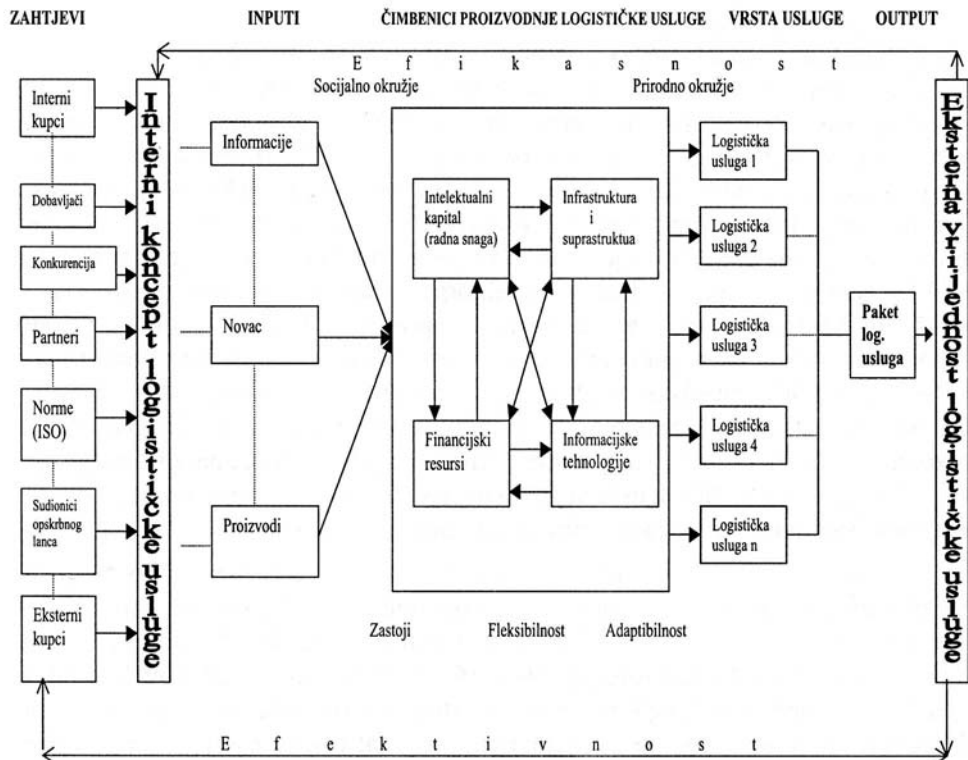 ZAHTJEVI
INPUTI
ČIMBENICI PROIZVODNJE LOGISTIČKE USLUGE
VRSTA USLUGE
OUTPUT
E f i k a s n o s t
Socijalno okružje
Prirodno okružje
Interni
kupci
Dobavljači
Konkurencija
Partneri
Norme
(ISO)
Sudionici
opskrbnog
lanca
Eksterni
kupci
Interni koncept logističke usluge
Informacije
Novac
Proizvodi
Intelektualni
kapital
(radna snaga)
Infrastruktura
i
suprastruktua
Financijski
resursi
Informacijske
tehnologije
Zastoji
Fleksibilnost
Adaptibilnost
Logistička
usluga 1
Logistička
usluga 2
Logistička
usluga 3
Logistička
usluga 4
Logistička
usluga n
Paket
log.
usluga
Eksterna vrijednost logističke usluge
E f e k t i v n o s t